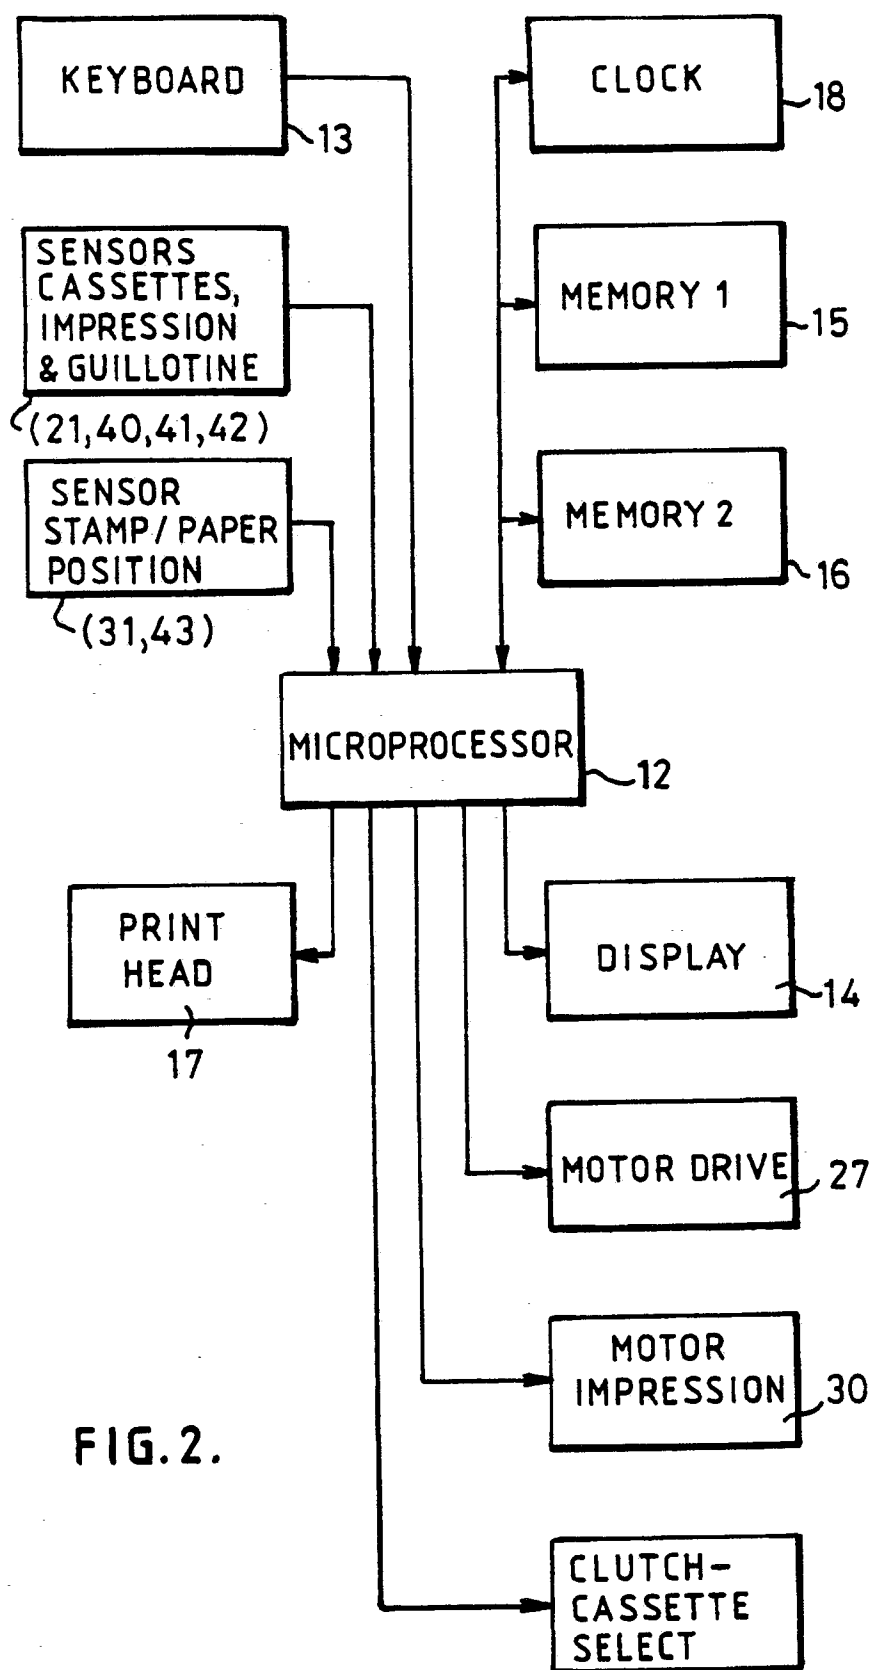 KEYBOARD
13
CLOCK
18
SENSORS
CASSETTES,
IMPRESSION
& GUILLOTINE
(21,40,41,42)
MEMORY 1
15
SENSOR
STAMP/PAPER
POSITION
(31,43)
MEMORY 2
16
MICROPROCESSOR
12
PRINT
HEAD
17
DISPLAY
14
MOTOR DRIVE
27
MOTOR
IMPRESSION
30
FIG. 2.
CLUTCH-
CASSETTE
SELECT